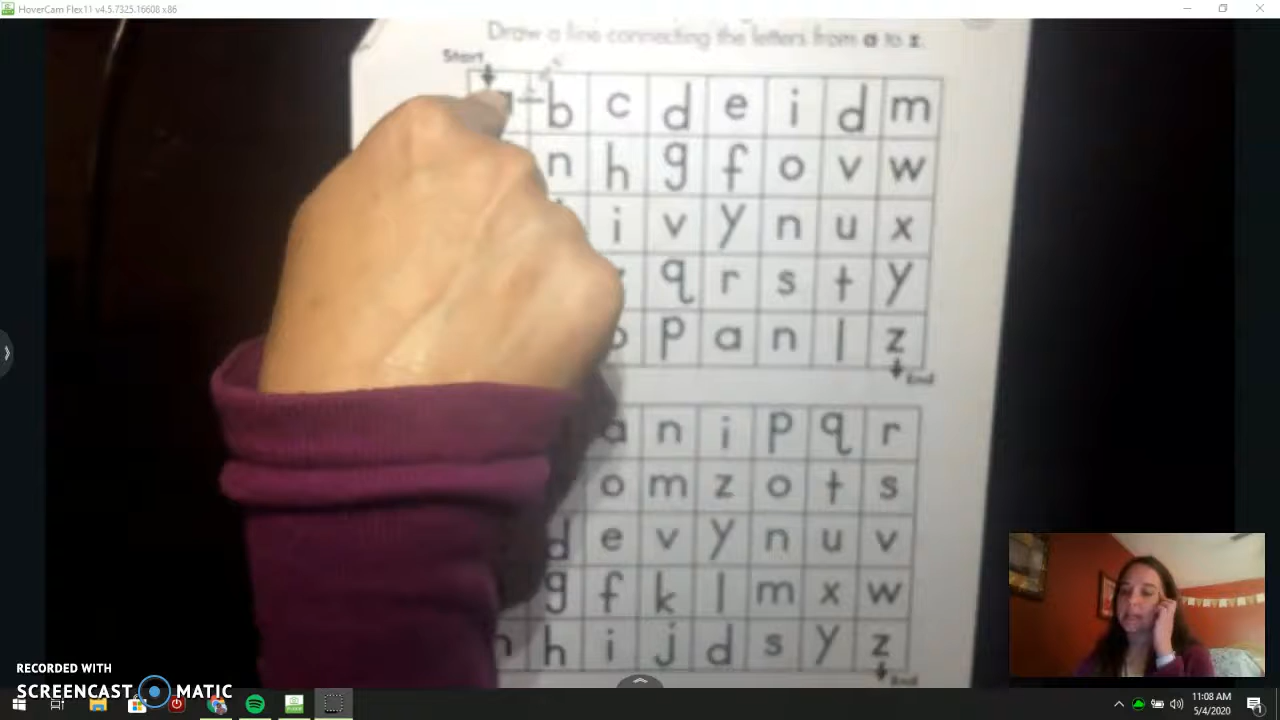 HoverCam Flex11 v4.5.7325.16608 x86
Draw a line connecting the letters from a to z.
Start
b c d e i d m
n h g f o v w
i v y n u x
q r s t y
p a n l z
End
a n i p q r
o m z o t s
d e v y n u v
g f k l m x w
h i j d s y z
End
RECORDED WITH
SCREENCAST MATIC
11:08 AM
5/4/2020